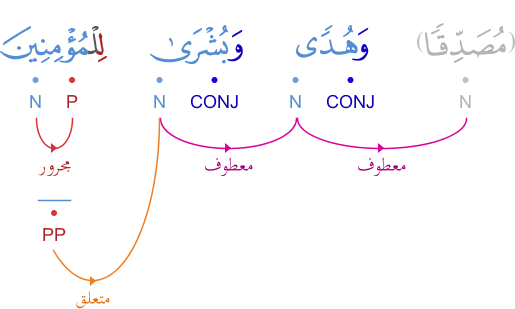 (مُصَدِّقًا) وَهُدًى وَبُشْرَىٰ لِلْمُؤْمِنِينَ
N CONJ N CONJ N P N
معطوف معطوف مجرور
PP
متعلق